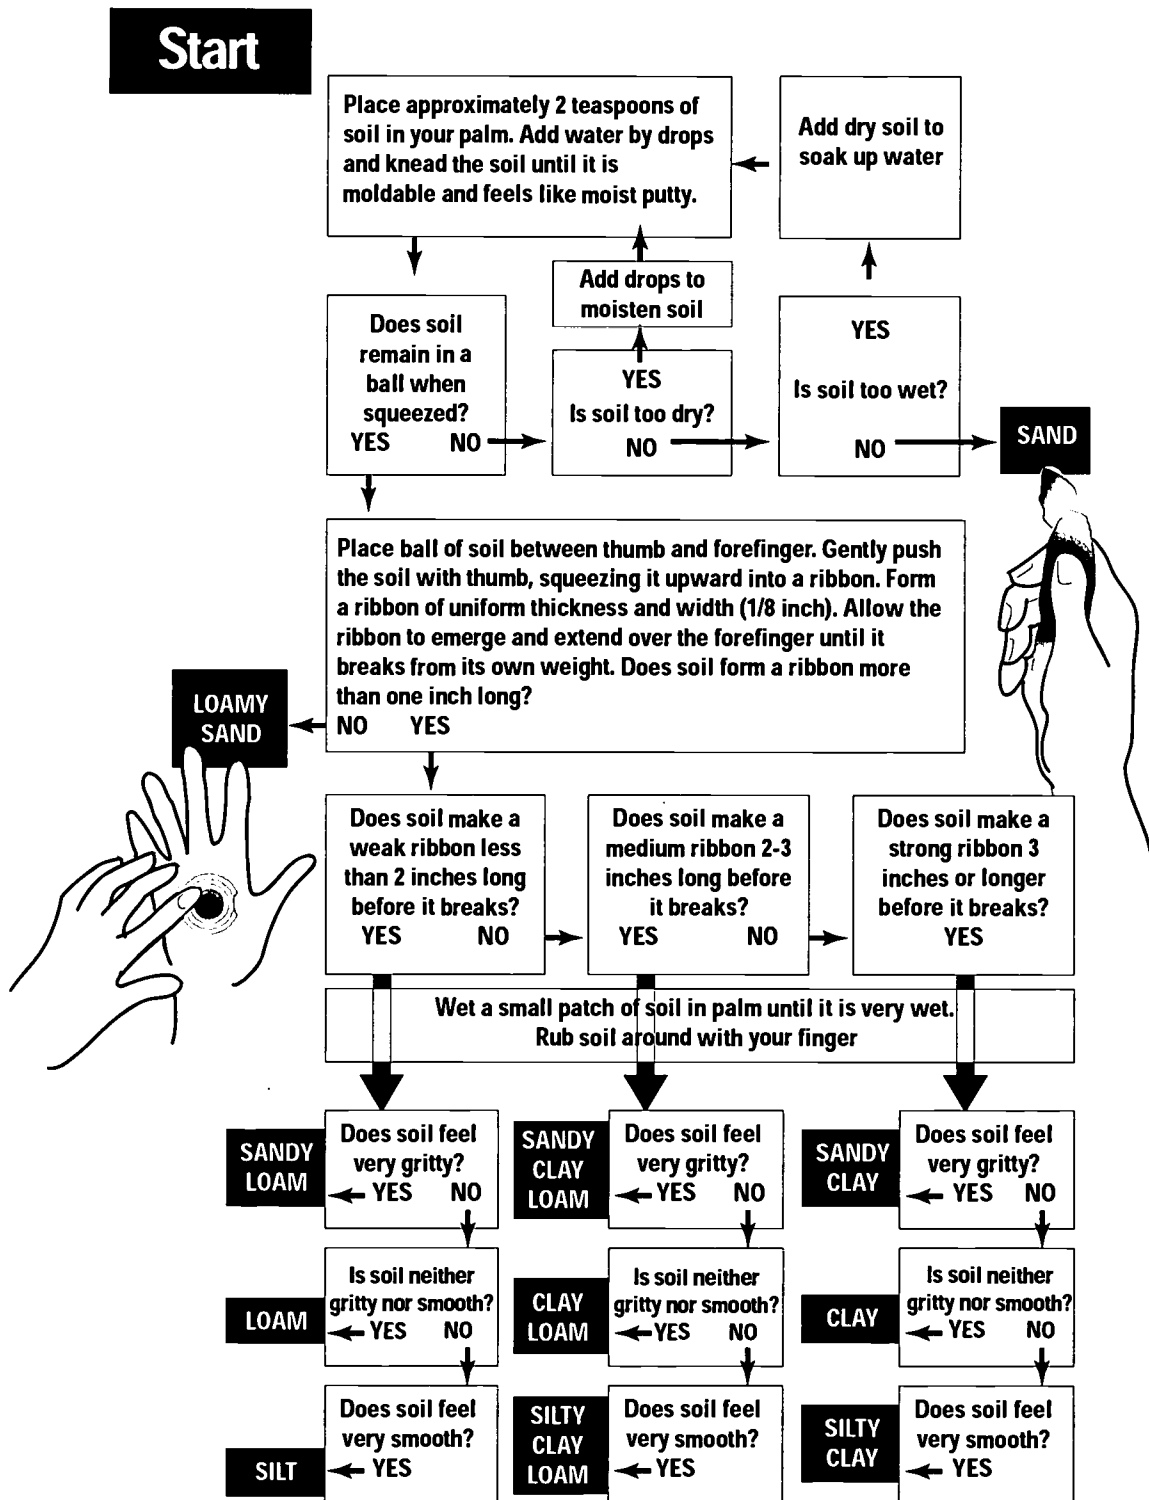 Start
Place approximately 2 teaspoons of
soil in your palm. Add water by drops
and knead the soil until it is
moldable and feels like moist putty.
Add dry soil to
soak up water
Add drops to
moisten soil
Does soil
remain in a
ball when
squeezed?
YES NO
YES
Is soil too dry?
NO
YES
Is soil too wet?
NO
SAND
Place ball of soil between thumb and forefinger. Gently push
the soil with thumb, squeezing it upward into a ribbon. Form
a ribbon of uniform thickness and width (1/8 inch). Allow the
ribbon to emerge and extend over the forefinger until it
breaks from its own weight. Does soil form a ribbon more
than one inch long?
NO YES
LOAMY
SAND
Does soil make a
weak ribbon less
than 2 inches long
before it breaks?
YES NO
Does soil make a
medium ribbon 2-3
inches long before
it breaks?
YES NO
Does soil make a
strong ribbon 3
inches or longer
before it breaks?
YES
Wet a small patch of soil in palm until it is very wet.
Rub soil around with your finger
SANDY
LOAM
Does soil feel
very gritty?
YES NO
SANDY
CLAY
LOAM
Does soil feel
very gritty?
YES NO
SANDY
CLAY
Does soil feel
very gritty?
YES NO
LOAM
Is soil neither
gritty nor smooth?
YES NO
CLAY
LOAM
Is soil neither
gritty nor smooth?
YES NO
CLAY
Is soil neither
gritty nor smooth?
YES NO
SILT
Does soil feel
very smooth?
YES
SILTY
CLAY
LOAM
Does soil feel
very smooth?
YES
SILTY
CLAY
Does soil feel
very smooth?
YES